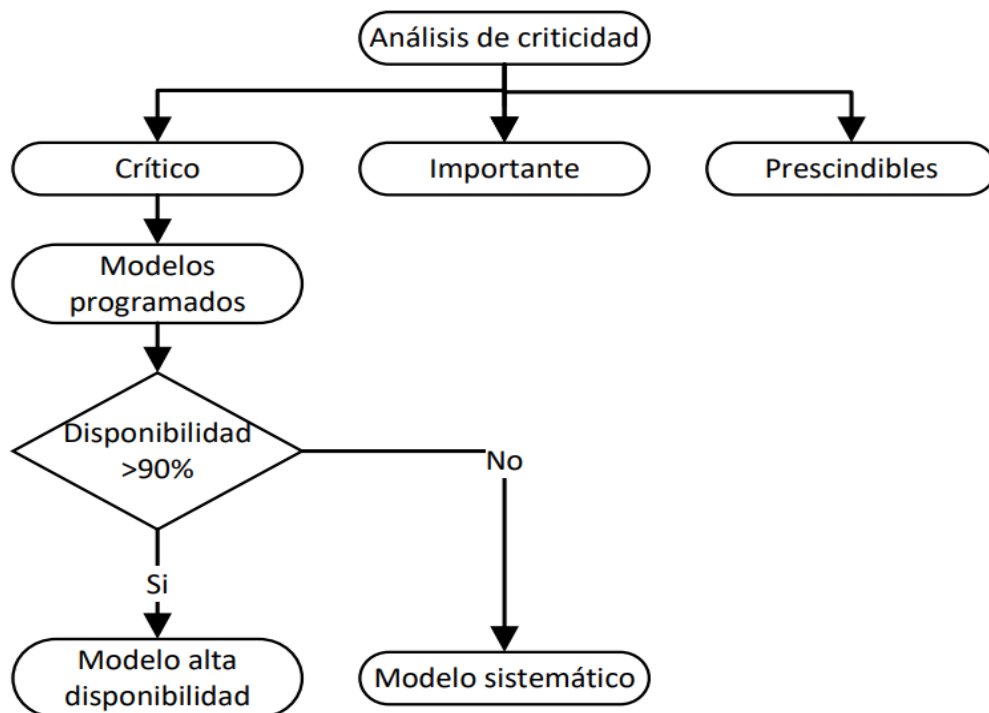 Análisis de criticidad
Crítico
Importante
Prescindibles
Modelos
programados
Disponibilidad
>90%
No
Si
Modelo alta
disponibilidad
Modelo sistemático